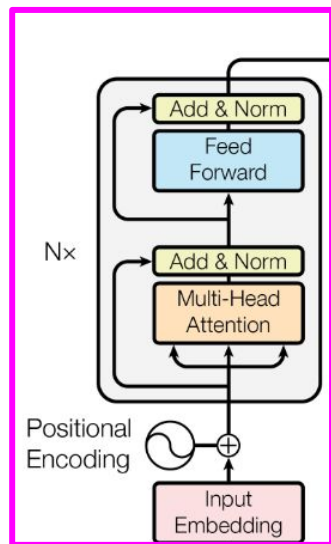 Add & Norm
Feed
Forward
N×
Add & Norm
Multi-Head
Attention
Positional
Encoding
Input
Embedding